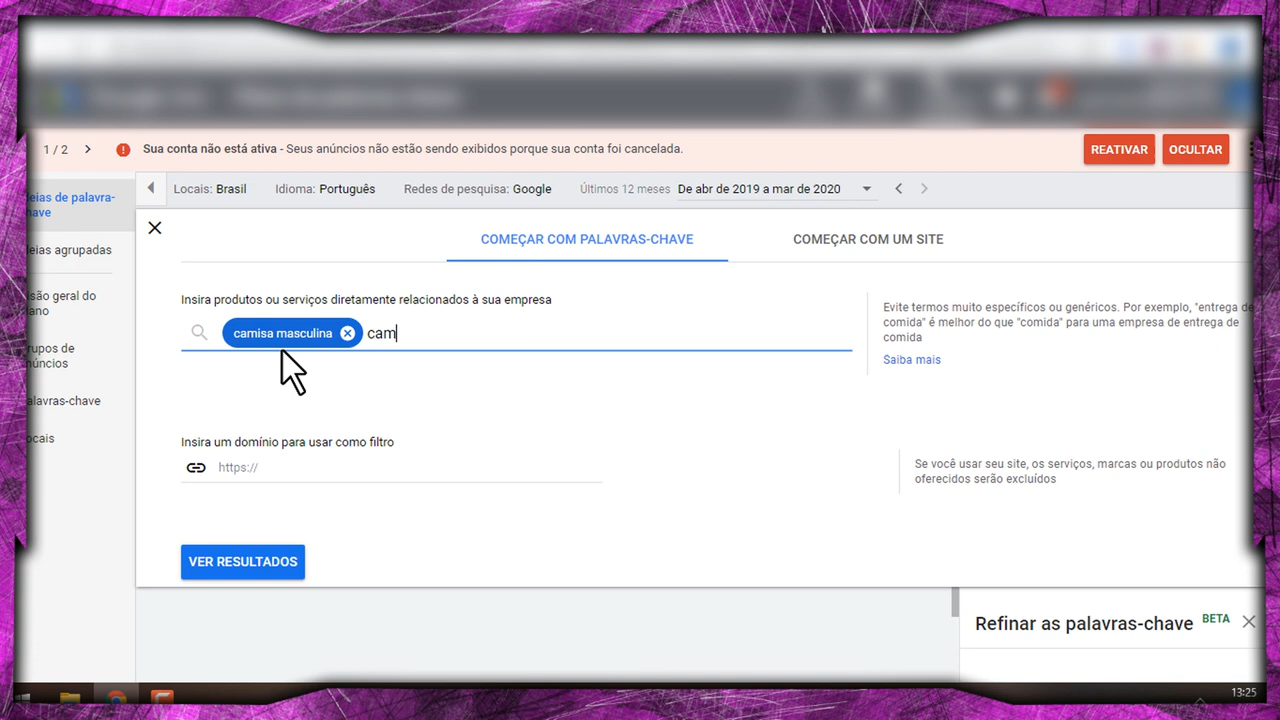 1 / 2
Sua conta não está ativa - Seus anúncios não estão sendo exibidos porque sua conta foi cancelada.
REATIVAR
OCULTAR
Locais: Brasil
Idioma: Português
Redes de pesquisa: Google
Últimos 12 meses
De abr de 2019 a mar de 2020
eias de palavra-
have
eias agrupadas
são geral do
ano
rupos de
núncios
alavras-chave
ocais
COMEÇAR COM PALAVRAS-CHAVE
COMEÇAR COM UM SITE
Insira produtos ou serviços diretamente relacionados à sua empresa
camisa masculina
cam
Evite termos muito específicos ou genéricos. Por exemplo, "entrega de
comida" é melhor do que "comida" para uma empresa de entrega de
comida
Saiba mais
Insira um domínio para usar como filtro
https://
Se você usar seu site, os serviços, marcas ou produtos não
oferecidos serão excluídos
VER RESULTADOS
Refinar as palavras-chave
BETA
13:25